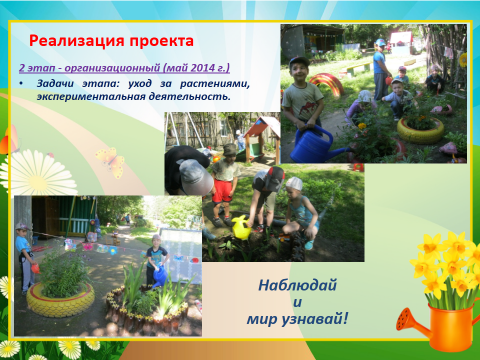 Реализация проекта
2 этап - организационный (май 2014 г.)
• Задачи этапа: уход за растениями,
экспериментальная деятельность.
Наблюдай
и
мир узнавай!